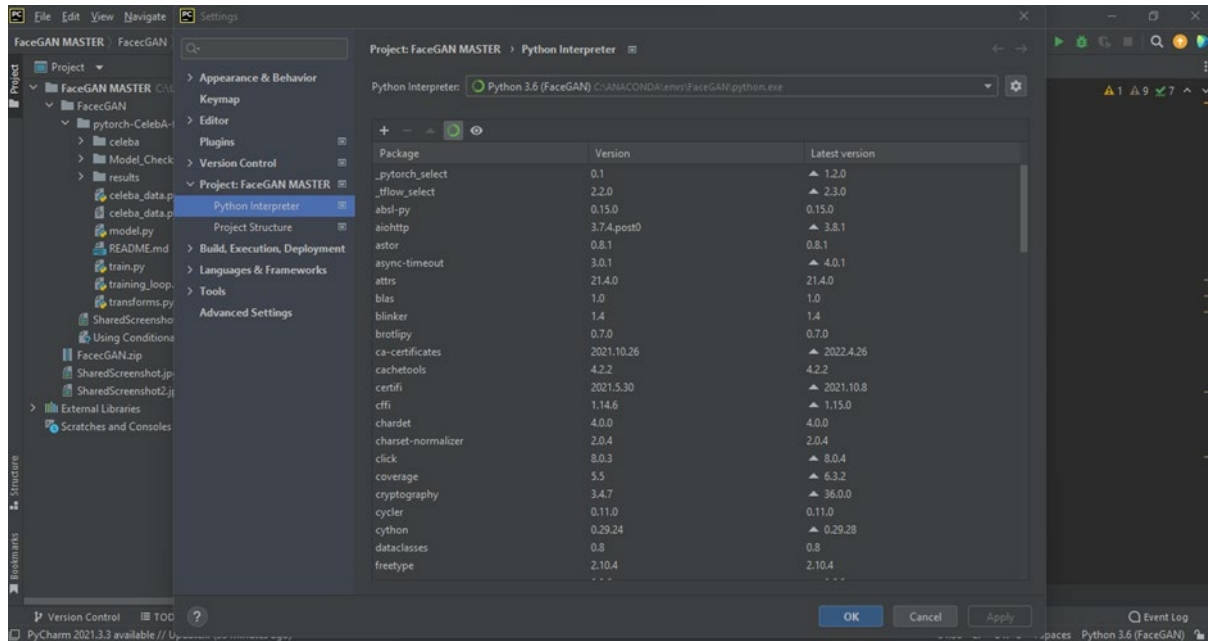 PC File Edit View Navigate PC Settings
FaceGAN MASTER FacecGAN
Project
Project
FaceGAN MASTER
FacecGAN
pytorch-CelebA-
celeba
Model_Check
results
celeba_data.p
celeba_data.p
model.py
README.md
train.py
training_loop.
transforms.py
SharedScreensho
Using Conditiona
FacecGAN.zip
SharedScreenshot.jp
SharedScreenshot2.j
External Libraries
Scratches and Consoles
Structure
Bookmarks
Appearance & Behavior
Keymap
Editor
Plugins
Version Control
Project: FaceGAN MASTER
Python Interpreter
Project Structure
Build, Execution, Deployment
Languages & Frameworks
Tools
Advanced Settings
Project: FaceGAN MASTER › Python Interpreter
Python Interpreter: Python 3.6 (FaceGAN) C:\ANACONDA\envs\FaceGAN\python.exe
Package Version Latest version
_pytorch_select 0.1 1.2.0
_tflow_select 2.2.0 2.3.0
absl-py 0.15.0 0.15.0
aiohttp 3.7.4.post0 3.8.1
astor 0.8.1 0.8.1
async-timeout 3.0.1 4.0.1
attrs 21.4.0 21.4.0
blas 1.0 1.0
blinker 1.4 1.4
brotlipy 0.7.0 0.7.0
ca-certificates 2021.10.26 2022.4.26
cachetools 4.2.2 4.2.2
certifi 2021.5.30 2021.10.8
cffi 1.14.6 1.15.0
chardet 4.0.0 4.0.0
charset-normalizer 2.0.4 2.0.4
click 8.0.3 8.0.4
coverage 5.5 6.3.2
cryptography 3.4.7 36.0.0
cycler 0.11.0 0.11.0
cython 0.29.24 0.29.28
dataclasses 0.8 0.8
freetype 2.10.4 2.10.4
1 9 7
OK Cancel Apply
Version Control TOD Event Log
PyCharm 2021.3.3 available // Python 3.6 (FaceGAN)